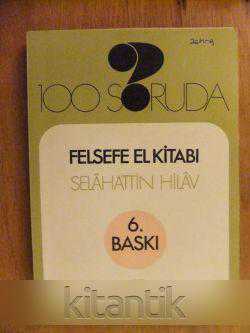 ?
100 SORUDA
FELSEFE EL KİTABI
SELÂHATTİN HİLÂV
6.
BASKI
kitantik